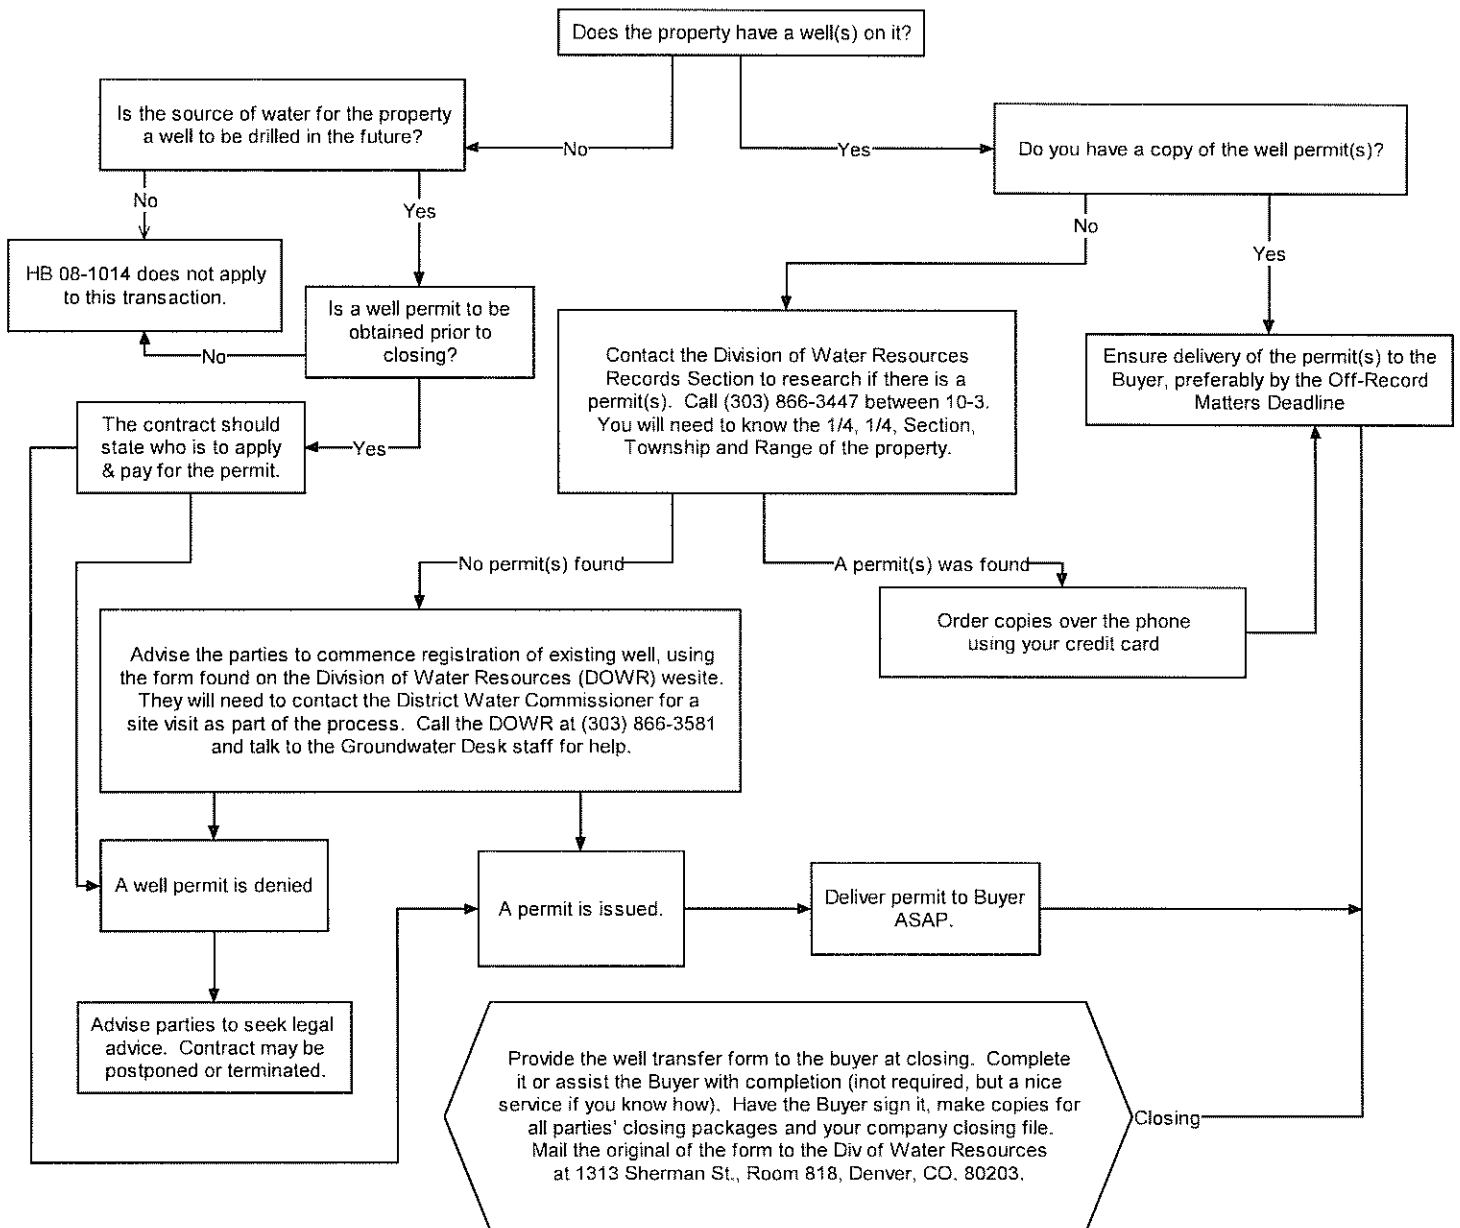 Does the property have a well(s) on it?
Is the source of water for the property
a well to be drilled in the future?
No
Yes
Do you have a copy of the well permit(s)?
No
Yes
No
Yes
HB 08-1014 does not apply
to this transaction.
Is a well permit to be
obtained prior to
closing?
No
Yes
Contact the Division of Water Resources
Records Section to research if there is a
permit(s). Call (303) 866-3447 between 10-3.
You will need to know the 1/4, 1/4, Section,
Township and Range of the property.
Ensure delivery of the permit(s) to the
Buyer, preferably by the Off-Record
Matters Deadline
The contract should
state who is to apply
& pay for the permit.
No permit(s) found
A permit(s) was found
Order copies over the phone
using your credit card
Advise the parties to commence registration of existing well, using
the form found on the Division of Water Resources (DOWR) wesite.
They will need to contact the District Water Commissioner for a
site visit as part of the process. Call the DOWR at (303) 866-3581
and talk to the Groundwater Desk staff for help.
A well permit is denied
A permit is issued.
Deliver permit to Buyer
ASAP.
Advise parties to seek legal
advice. Contract may be
postponed or terminated.
Provide the well transfer form to the buyer at closing. Complete
it or assist the Buyer with completion (inot required, but a nice
service if you know how). Have the Buyer sign it, make copies for
all parties' closing packages and your company closing file.
Mail the original of the form to the Div of Water Resources
at 1313 Sherman St., Room 818, Denver, CO. 80203.
Closing